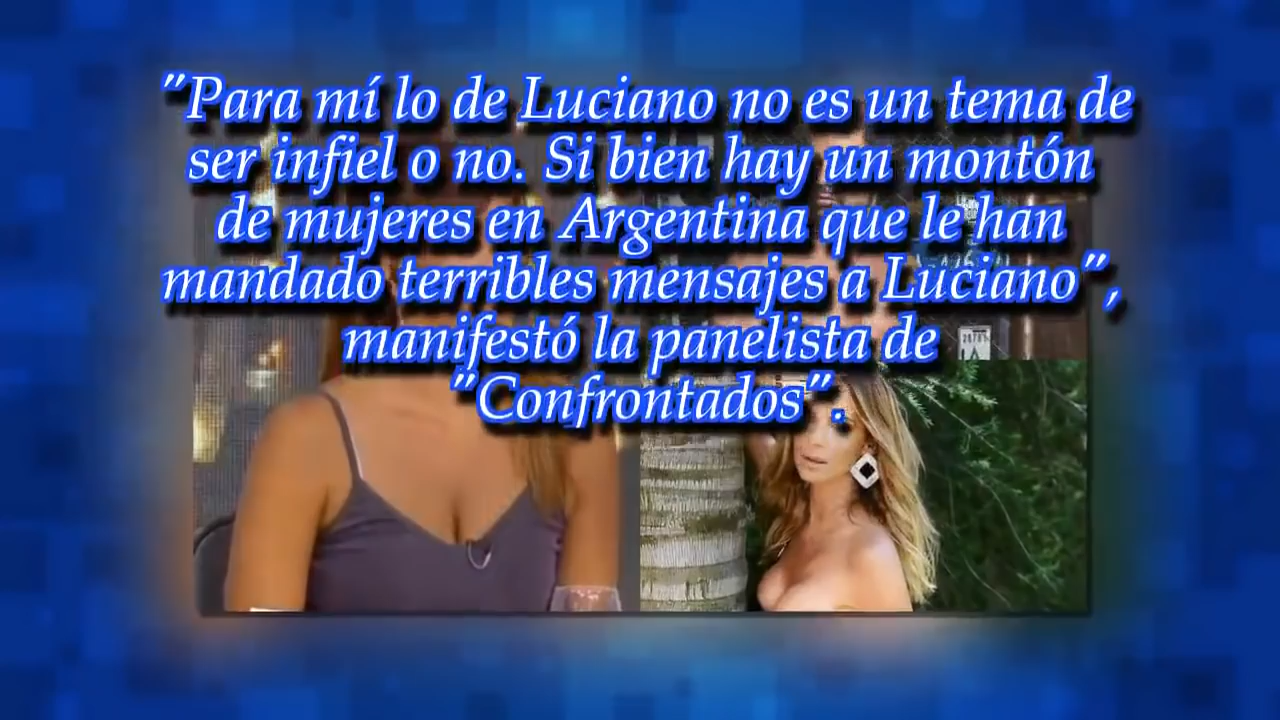 "Para mí lo de Luciano no es un tema de
ser infiel o no. Si bien hay un montón
de mujeres en Argentina que le han
mandado terribles mensajes a Luciano",
manifestó la panelista de
"Confrontados".